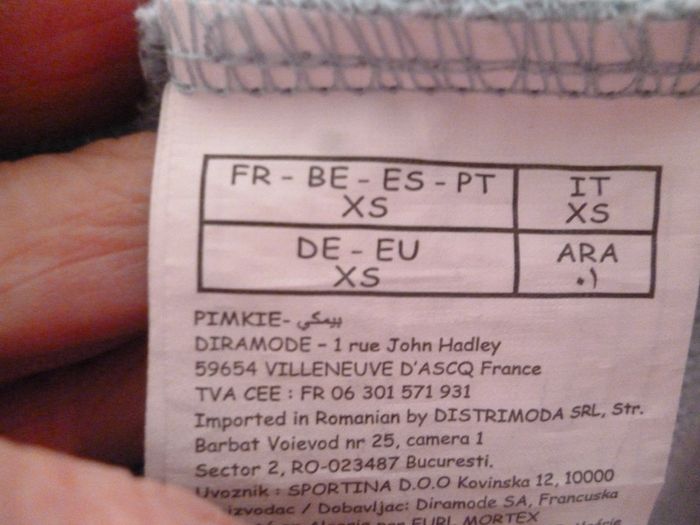 FR - BE - ES - PT
XS
IT
XS
DE - EU
XS
ARA
٠١
PIMKIE- بيمكي
DIRAMODE - 1 rue John Hadley
59654 VILLENEUVE D'ASCQ France
TVA CEE : FR 06 301 571 931
Imported in Romanian by DISTRIMODA SRL, Str.
Barbat Voievod nr 25, camera 1
Sector 2, RO-023487 Bucuresti.
Uvoznik : SPORTINA D.O.O Kovinska 12, 10000
izvodac / Dobavljac: Diramode SA, Francuska
EURL MORTEX